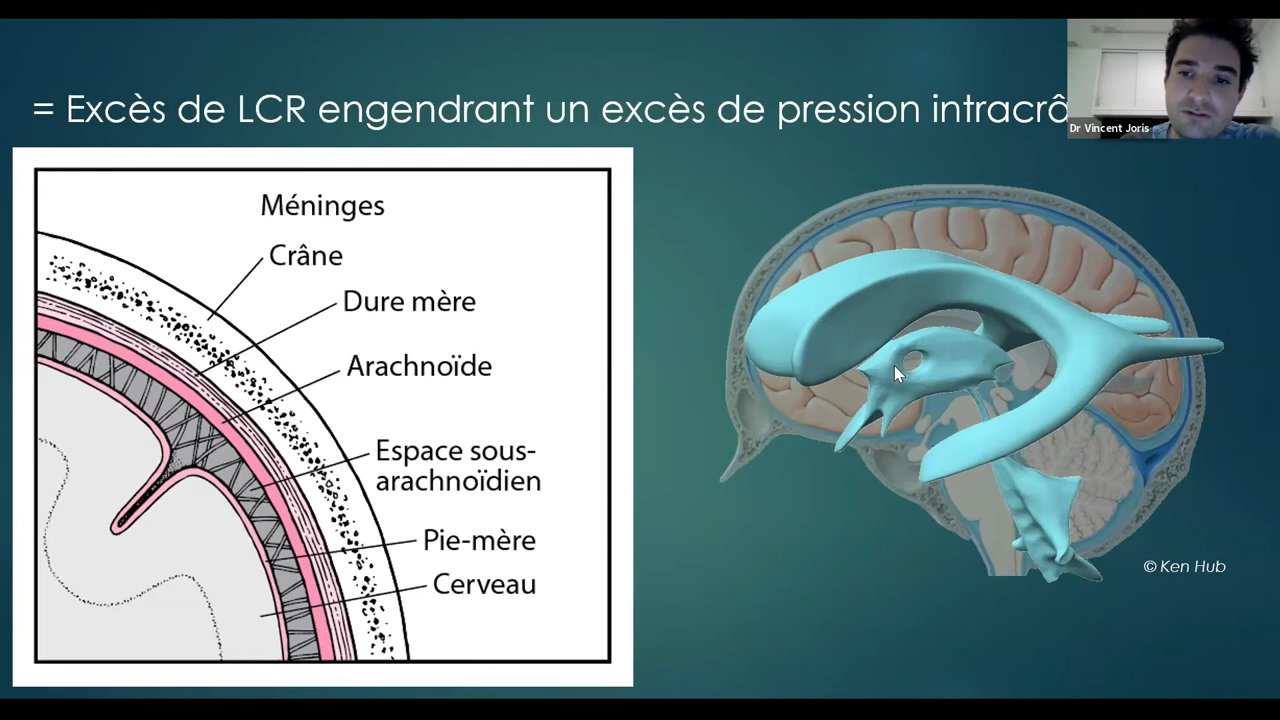 = Excès de LCR engendrant un excès de pression intracrâ
Dr Vincent Joris
Méninges
Crâne
Dure mère
Arachnoïde
Espace sous-
arachnoïdien
Pie-mère
Cerveau
© Ken Hub